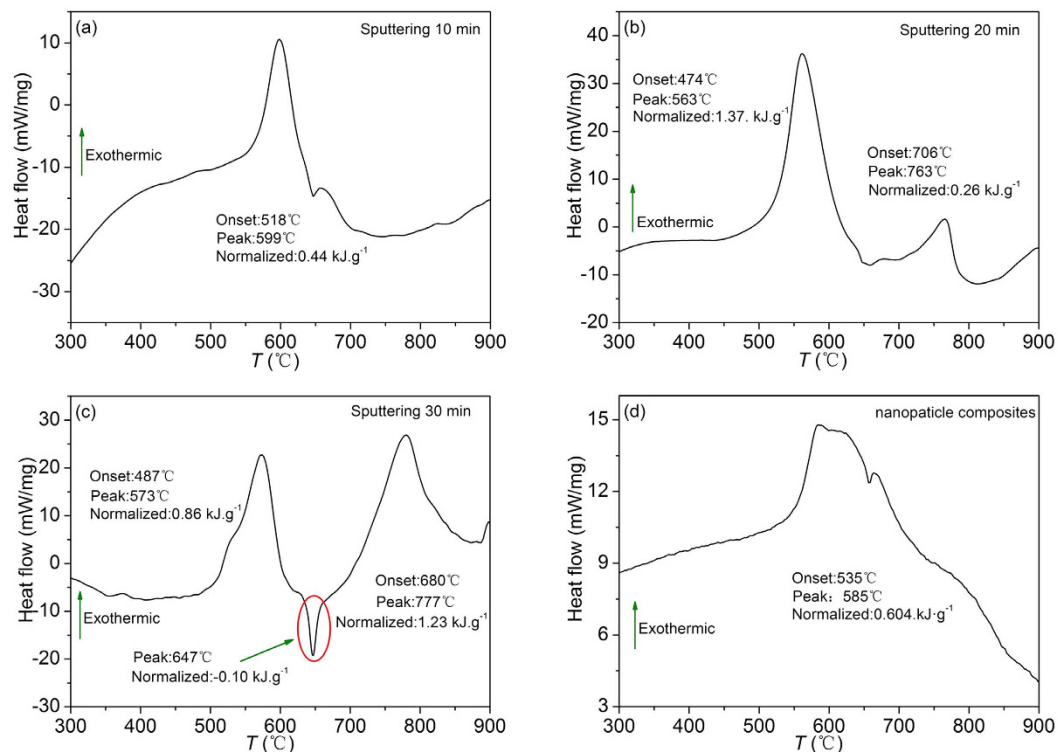 (a)
Sputtering 10 min
Heat flow (mW/mg)
10
0
-10
-20
-30
Exothermic
Onset:518℃
Peak:599℃
Normalized:0.44 kJ.g⁻¹
300 400 500 600 700 800 900
T (℃)
(b)
Sputtering 20 min
Heat flow (mW/mg)
40
30
20
10
0
-10
-20
Onset:474℃
Peak:563℃
Normalized:1.37. kJ.g⁻¹
Onset:706℃
Peak:763℃
Normalized:0.26 kJ.g⁻¹
Exothermic
300 400 500 600 700 800 900
T (℃)
(c)
Sputtering 30 min
Heat flow (mW/mg)
30
20
10
0
-10
-20
-30
Onset:487℃
Peak:573℃
Normalized:0.86 kJ.g⁻¹
Onset:680℃
Peak:777℃
Normalized:1.23 kJ.g⁻¹
Exothermic
Peak:647℃
Normalized:-0.10 kJ.g⁻¹
300 400 500 600 700 800 900
T (℃)
(d)
nanopaticle composites
Heat flow (mW/mg)
15
12
9
6
3
Onset:535℃
Peak：585℃
Normalized:0.604.kJ·g⁻¹
Exothermic
300 400 500 600 700 800 900
T (℃)